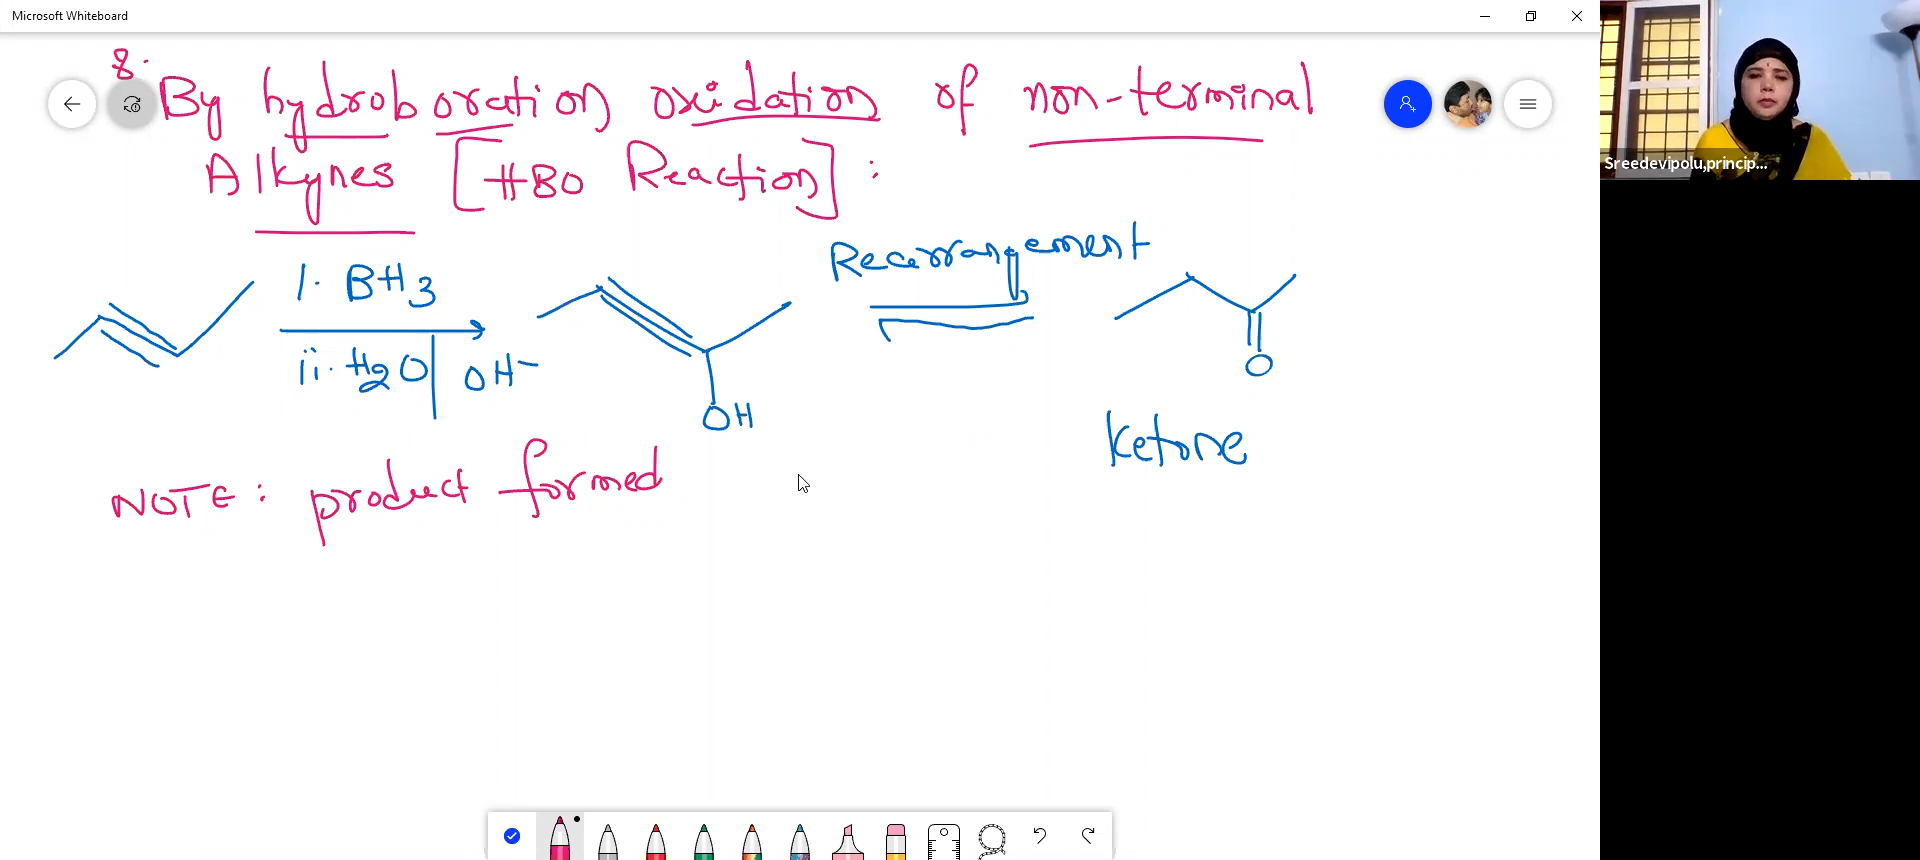 Microsoft Whiteboard
8.
By hydroboration oxidation of non-terminal
Alkynes [HBO Reaction] :
1. BH3
ii. H2O | OH-
OH
Rearrangement
O
Ketone
NOTE : product formed
Sreedevipolu,princip...